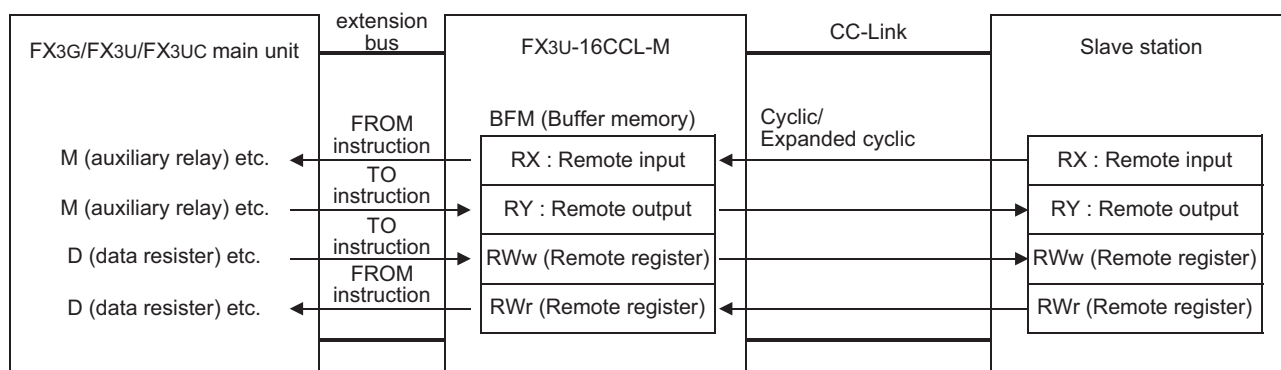 extension
bus
CC-Link
FX3G/FX3U/FX3UC main unit
FX3U-16CCL-M
Slave station
BFM (Buffer memory)
Cyclic/
Expanded cyclic
FROM
instruction
M (auxiliary relay) etc.
RX : Remote input
RX : Remote input
TO
instruction
M (auxiliary relay) etc.
RY : Remote output
RY : Remote output
TO
instruction
D (data resister) etc.
RWw (Remote register)
RWw (Remote register)
FROM
instruction
D (data resister) etc.
RWr (Remote register)
RWr (Remote register)